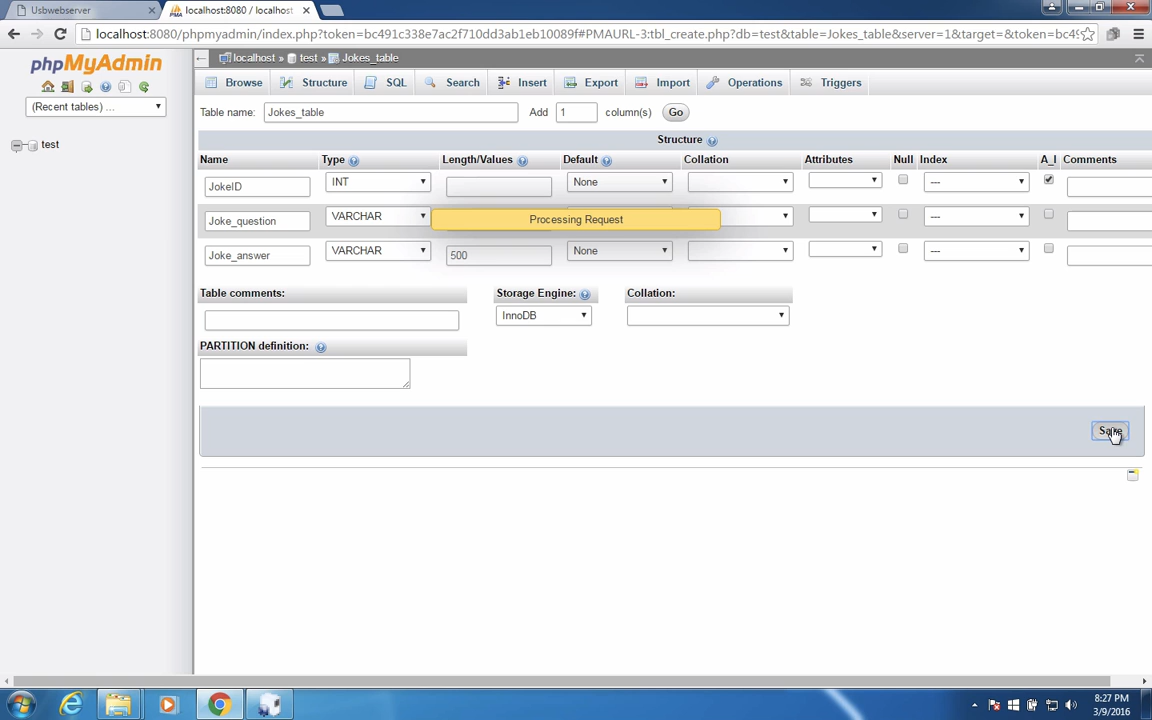 Usbwebserver
localhost:8080 / localhost
localhost:8080/phpmyadmin/index.php?token=bc491c338e7ac2f710dd3ab1eb10089f#PMAURL-3:tbl_create.php?db=test&table=Jokes_table&server=1&target=&token=bc49
phpMyAdmin
(Recent tables) ...
test
localhost » test » Jokes_table
Browse Structure SQL Search Insert Export Import Operations Triggers
Table name: Jokes_table Add 1 column(s) Go
Structure
Name Type Length/Values Default Collation Attributes Null Index A_I Comments
JokeID INT None ---
Joke_question VARCHAR ---
Processing Request
Joke_answer VARCHAR 500 None ---
Table comments: Storage Engine: Collation:
InnoDB
PARTITION definition:
Save
8:27 PM
3/9/2016